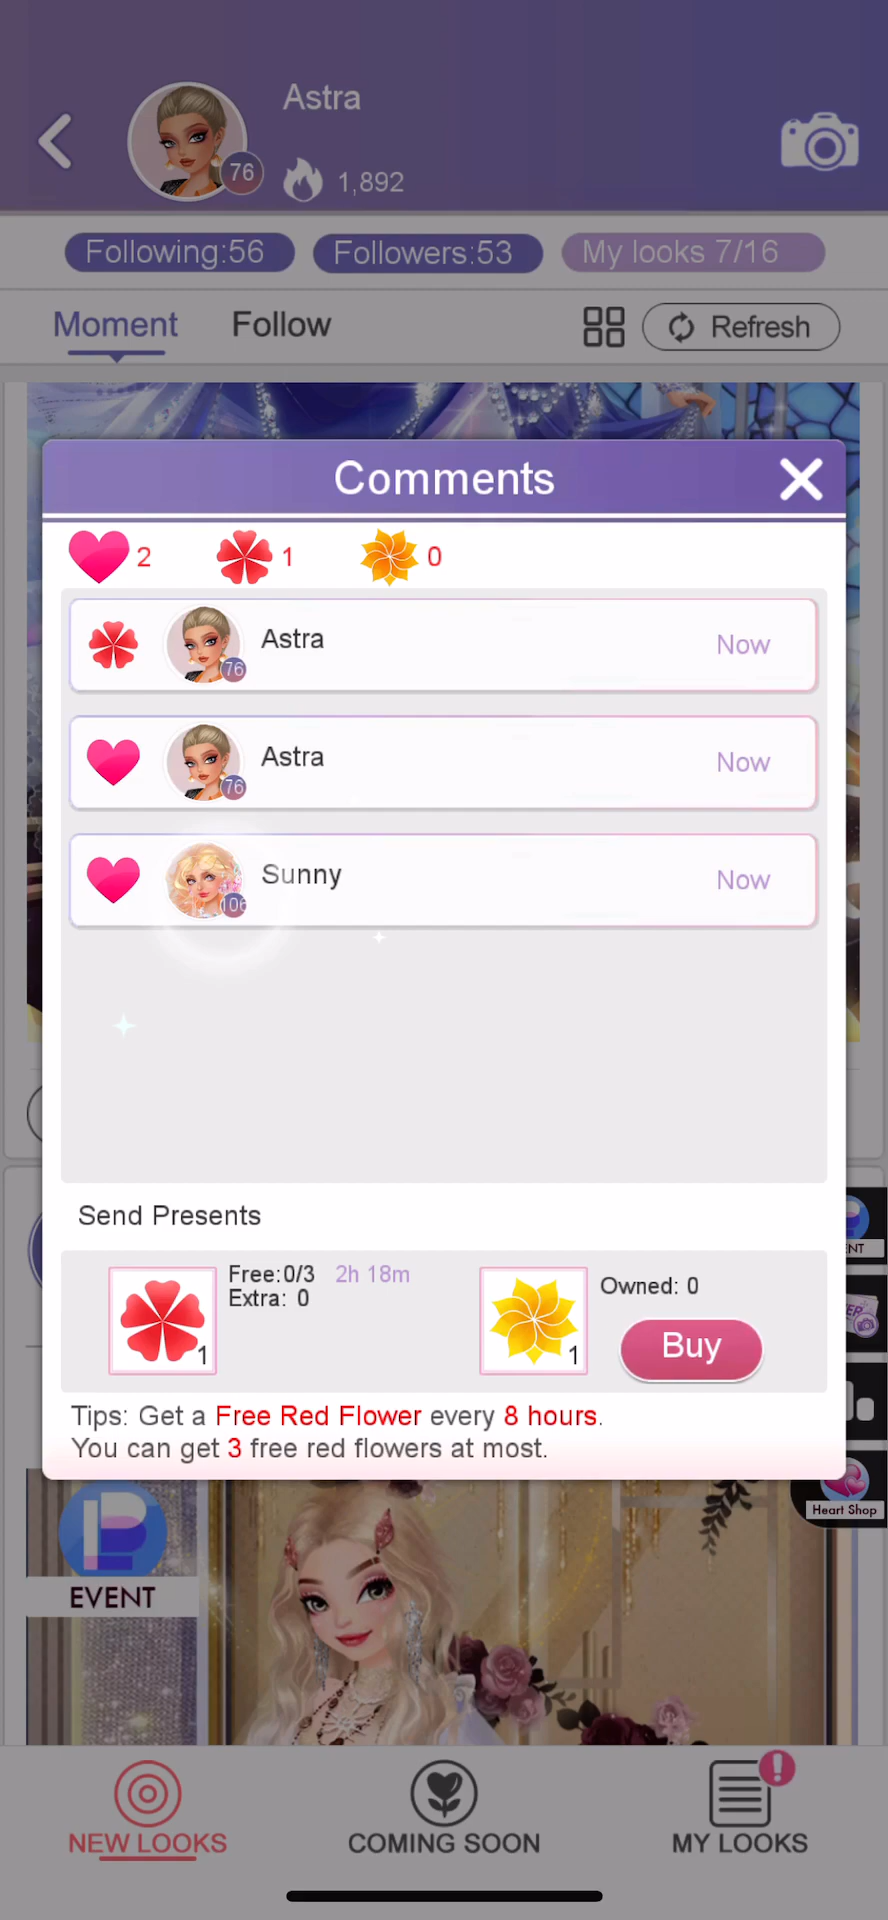 Astra
76
1,892
Following:56
Followers:53
My looks 7/16
Moment
Follow
Refresh
Comments
2
1
0
Astra
76
Now
Astra
76
Now
Sunny
106
Now
Send Presents
Free:0/3
2h 18m
Extra: 0
1
Owned: 0
1
Buy
Tips: Get a Free Red Flower every 8 hours.
You can get 3 free red flowers at most.
Heart Shop
EVENT
NEW LOOKS
COMING SOON
MY LOOKS